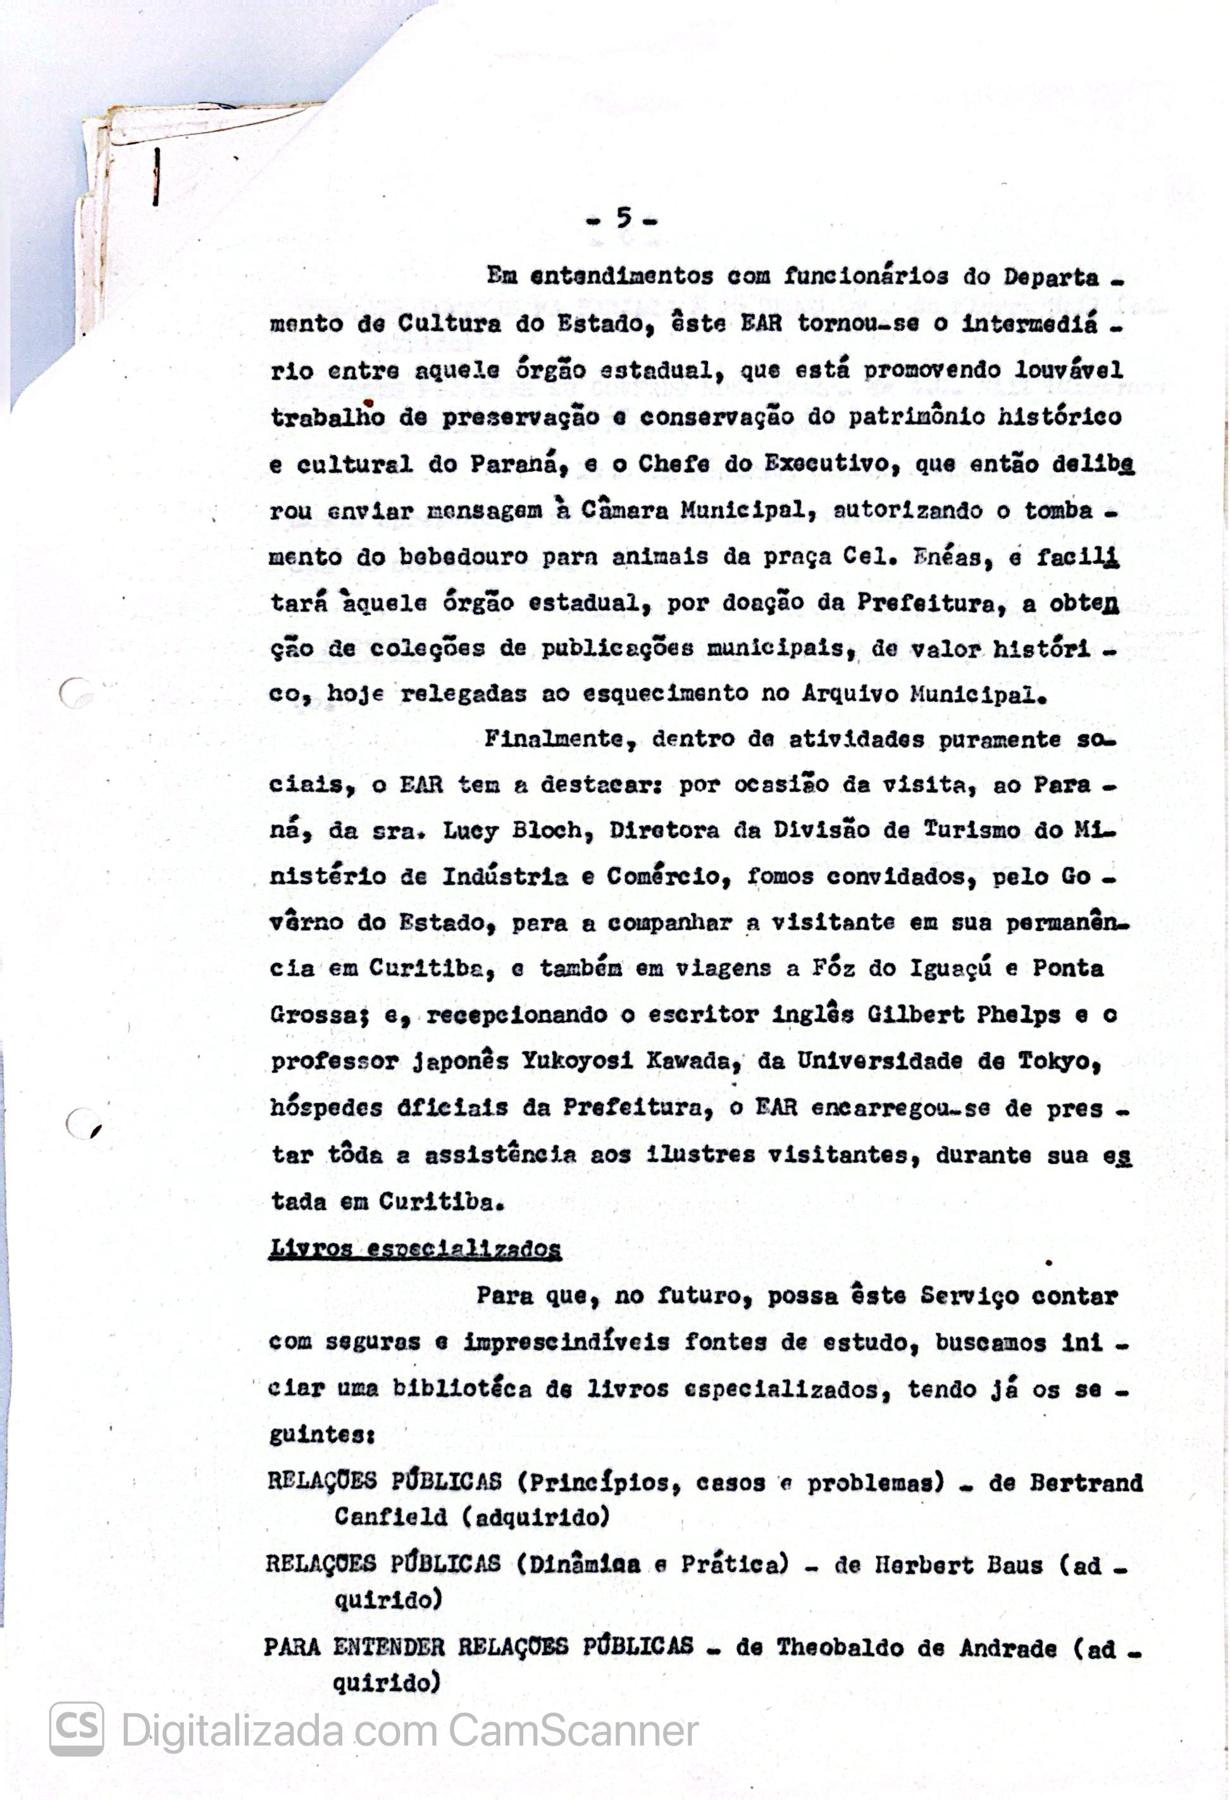 - 5 -
Em entendimentos com funcionários do Departa -
mento de Cultura do Estado, êste EAR tornou-se o intermediá -
rio entre aquele órgão estadual, que está promovendo louvável
trabalho de preservação e conservação do patrimônio histórico
e cultural do Paraná, e o Chefe do Executivo, que então delibe
rou enviar mensagem à Câmara Municipal, autorizando o tomba -
mento do bebedouro para animais da praça Cel. Enéas, e facili
tará àquele órgão estadual, por doação da Prefeitura, a obten
ção de coleções de publicações municipais, de valor históri -
co, hoje relegadas ao esquecimento no Arquivo Municipal.
Finalmente, dentro de atividades puramente so-
ciais, o EAR tem a destacar: por ocasião da visita, ao Para -
ná, da sra. Lucy Bloch, Diretora da Divisão de Turismo do Mi-
nistério de Indústria e Comércio, fomos convidados, pelo Go -
vêrno do Estado, para a companhar a visitante em sua permanên-
cia em Curitiba, e também em viagens a Fóz do Iguaçú e Ponta
Grossa; e, recepcionando o escritor inglês Gilbert Phelps e o
professor japonês Yukoyosi Kawada, da Universidade de Tokyo,
hóspedes oficiais da Prefeitura, o EAR encarregou-se de pres -
tar tôda a assistência aos ilustres visitantes, durante sua es
tada em Curitiba.
Livros especializados
Para que, no futuro, possa êste Serviço contar
com seguras e imprescindíveis fontes de estudo, buscamos ini -
ciar uma bibliotéca de livros especializados, tendo já os se -
guintes:
RELAÇÕES PÚBLICAS (Princípios, casos e problemas) - de Bertrand
Canfield (adquirido)
RELAÇÕES PÚBLICAS (Dinâmica e Prática) - de Herbert Baus (ad -
quirido)
PARA ENTENDER RELAÇÕES PÚBLICAS - de Theobaldo de Andrade (ad -
quirido)
CS Digitalizada com CamScanner